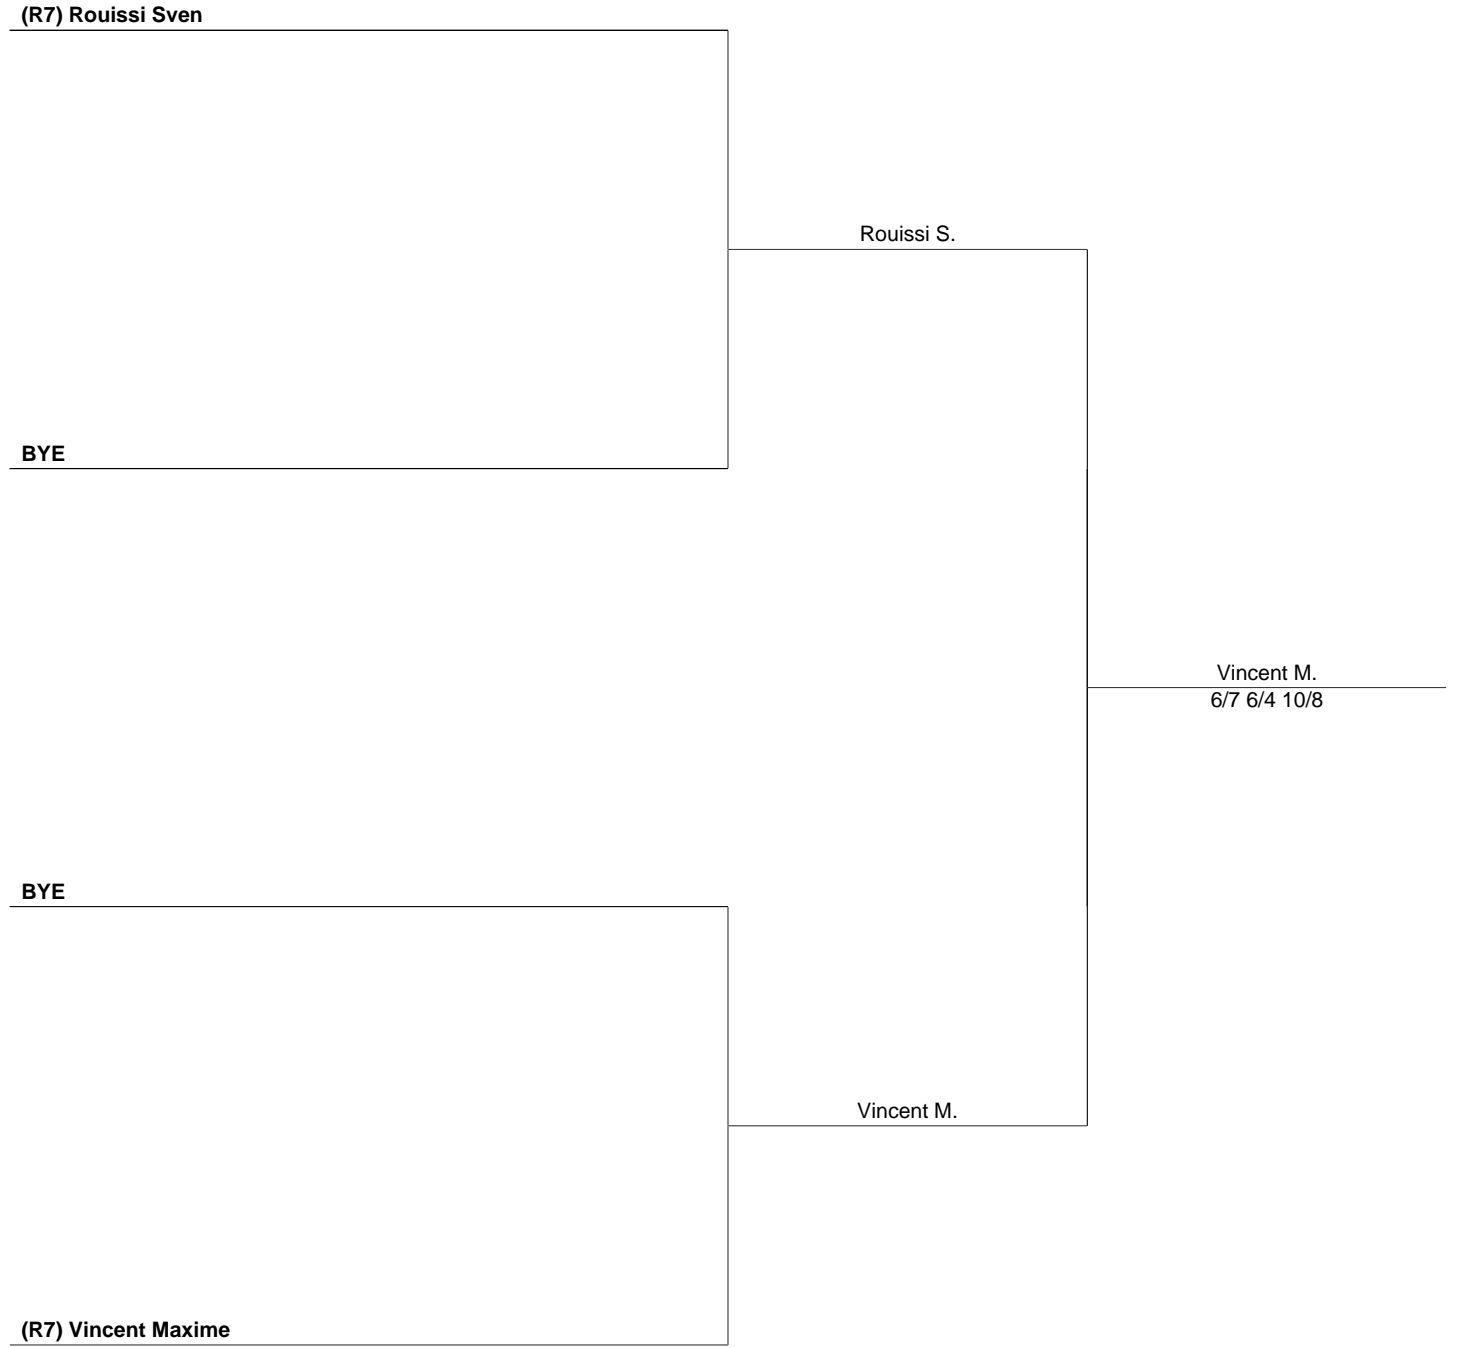 (R7) Rouissi Sven
Rouissi S.
BYE
Vincent M.
6/7 6/4 10/8
BYE
Vincent M.
(R7) Vincent Maxime